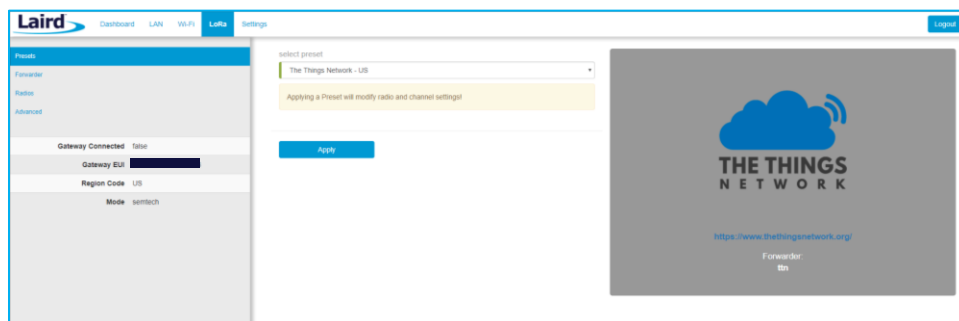 Laird Dashboard LAN Wi-Fi LoRa Settings Logout
Presets
Forwarder
Radios
Advanced
Gateway Connected false
Gateway EUI
Region Code US
Mode semtech
select preset
The Things Network - US
Applying a Preset will modify radio and channel settings!
Apply
THE THINGS
NETWORK
https://www.thethingsnetwork.org/
Forwarder:
ttn